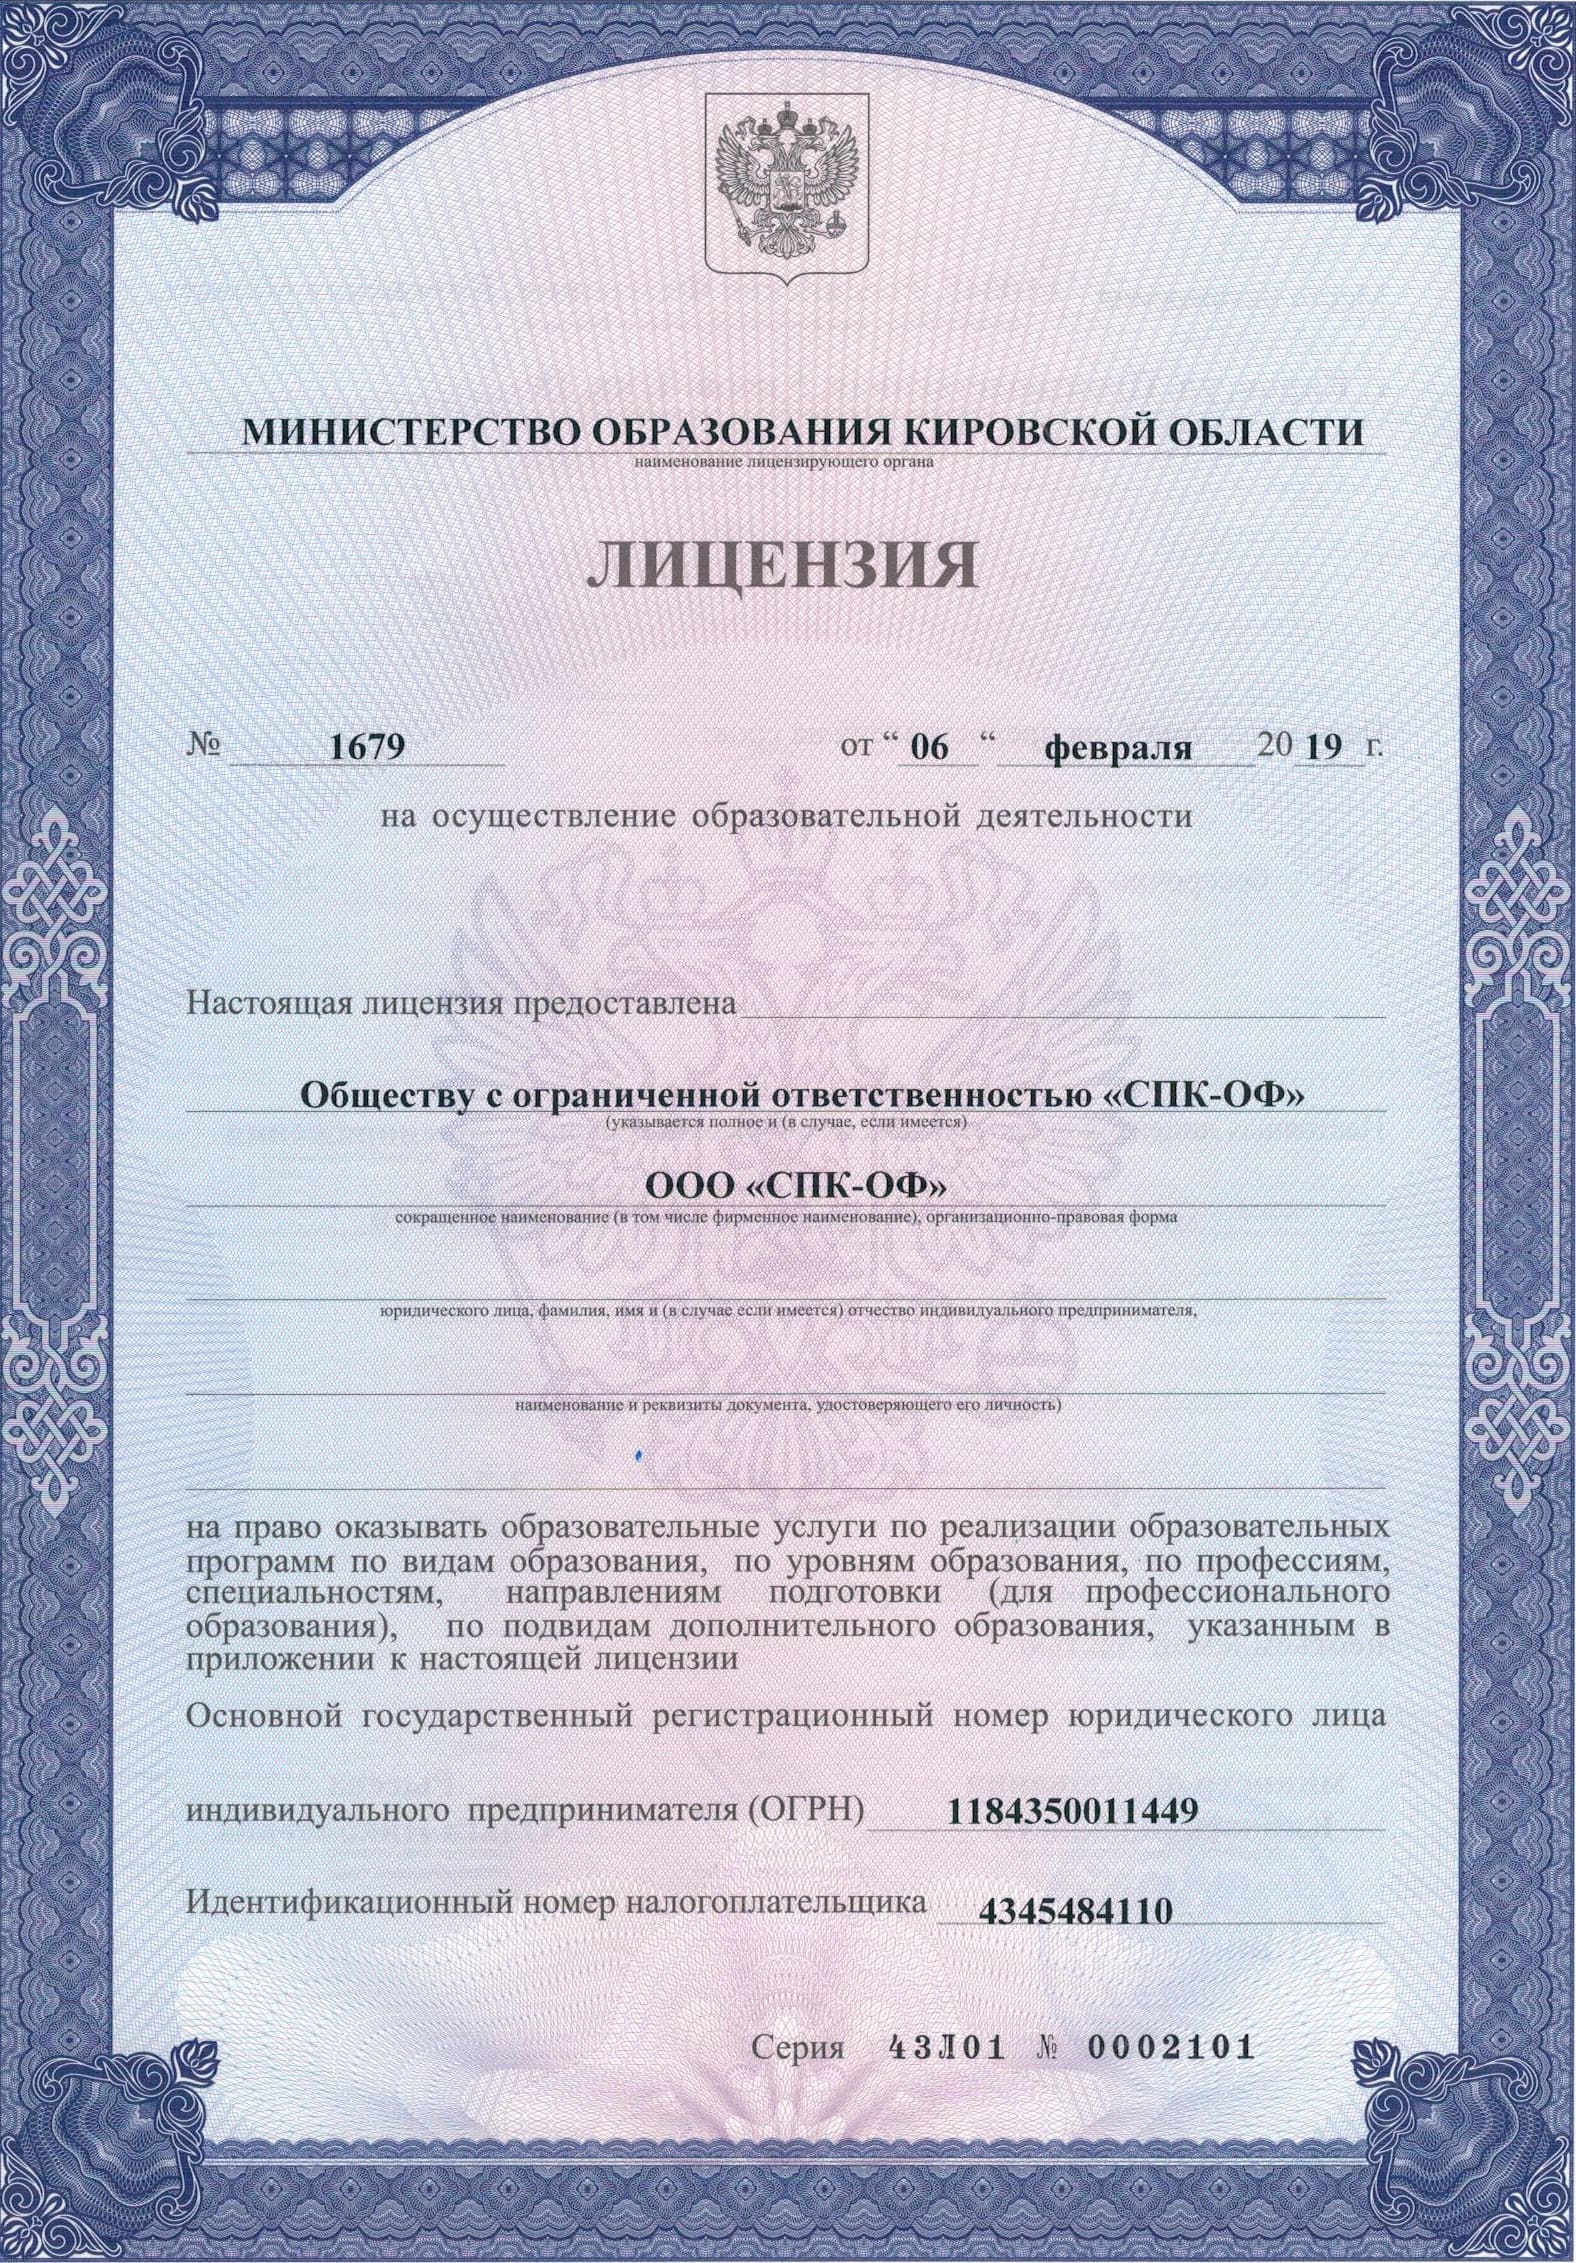 МИНИСТЕРСТВО ОБРАЗОВАНИЯ КИРОВСКОЙ ОБЛАСТИ
наименование лицензирующего органа
ЛИЦЕНЗИЯ
№ 1679 от “ 06 “ февраля 20 19 г.
на осуществление образовательной деятельности
Настоящая лицензия предоставлена
Обществу с ограниченной ответственностью «СПК-ОФ»
(указывается полное и (в случае, если имеется)
ООО «СПК-ОФ»
сокращенное наименование (в том числе фирменное наименование), организационно-правовая форма
юридического лица, фамилия, имя и (в случае если имеется) отчество индивидуального предпринимателя,
наименование и реквизиты документа, удостоверяющего его личность)
на право оказывать образовательные услуги по реализации образовательных
программ по видам образования, по уровням образования, по профессиям,
специальностям, направлениям подготовки (для профессионального
образования), по подвидам дополнительного образования, указанным в
приложении к настоящей лицензии
Основной государственный регистрационный номер юридического лица
индивидуального предпринимателя (ОГРН) 1184350011449
Идентификационный номер налогоплательщика 4345484110
Серия 43Л01 № 0002101